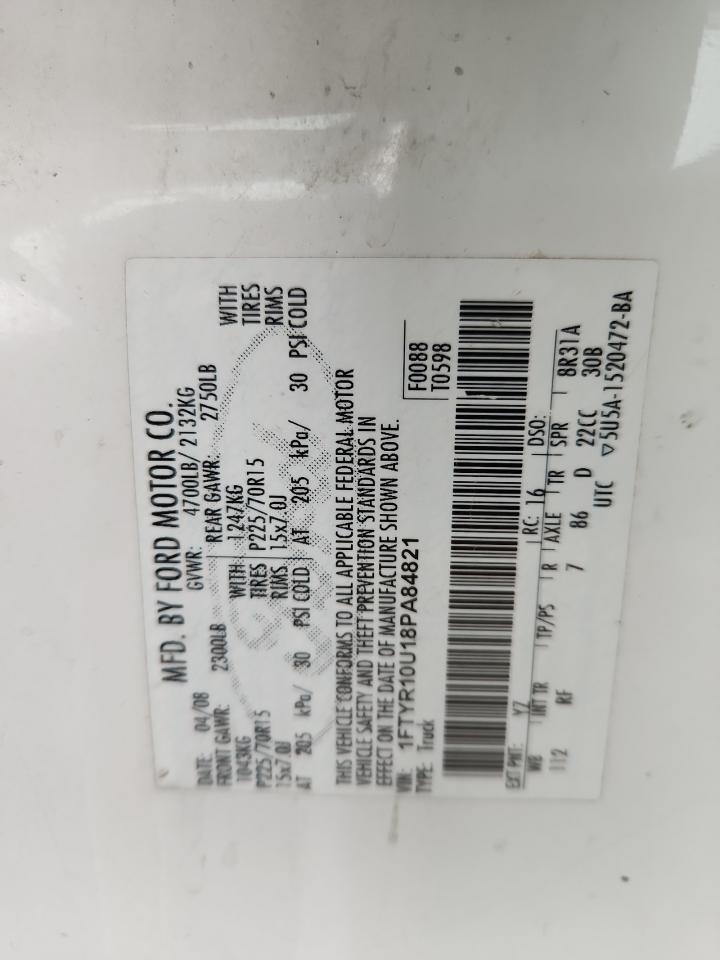 MFD. BY FORD MOTOR CO.
DATE: 04/08 GVWR: 4700LB/ 2132KG
FRONT GAWR: 2300LB REAR GAWR: 2750LB
1043KG WITH 1247KG WITH
P225/70R15 TIRES P225/70R15 TIRES
15x7.0J RIMS 15x7.0J RIMS
AT 205 kPa/ 30 PSI COLD AT 205 kPa/ 30 PSI COLD
THIS VEHICLE CONFORMS TO ALL APPLICABLE FEDERAL MOTOR
VEHICLE SAFETY AND THEFT PREVENTION STANDARDS IN
EFFECT ON THE DATE OF MANUFACTURE SHOWN ABOVE.
VIN: 1FTYR10U18PA84821 F0088
TYPE: Truck T0598
EXT PNT: YZ RC: 16 DSO:
WB INT TR TP/PS R AXLE TR SPR 8R31A
112 RF 7 86 D 22CC 30B
UTC ▽5U5A-1520472-BA